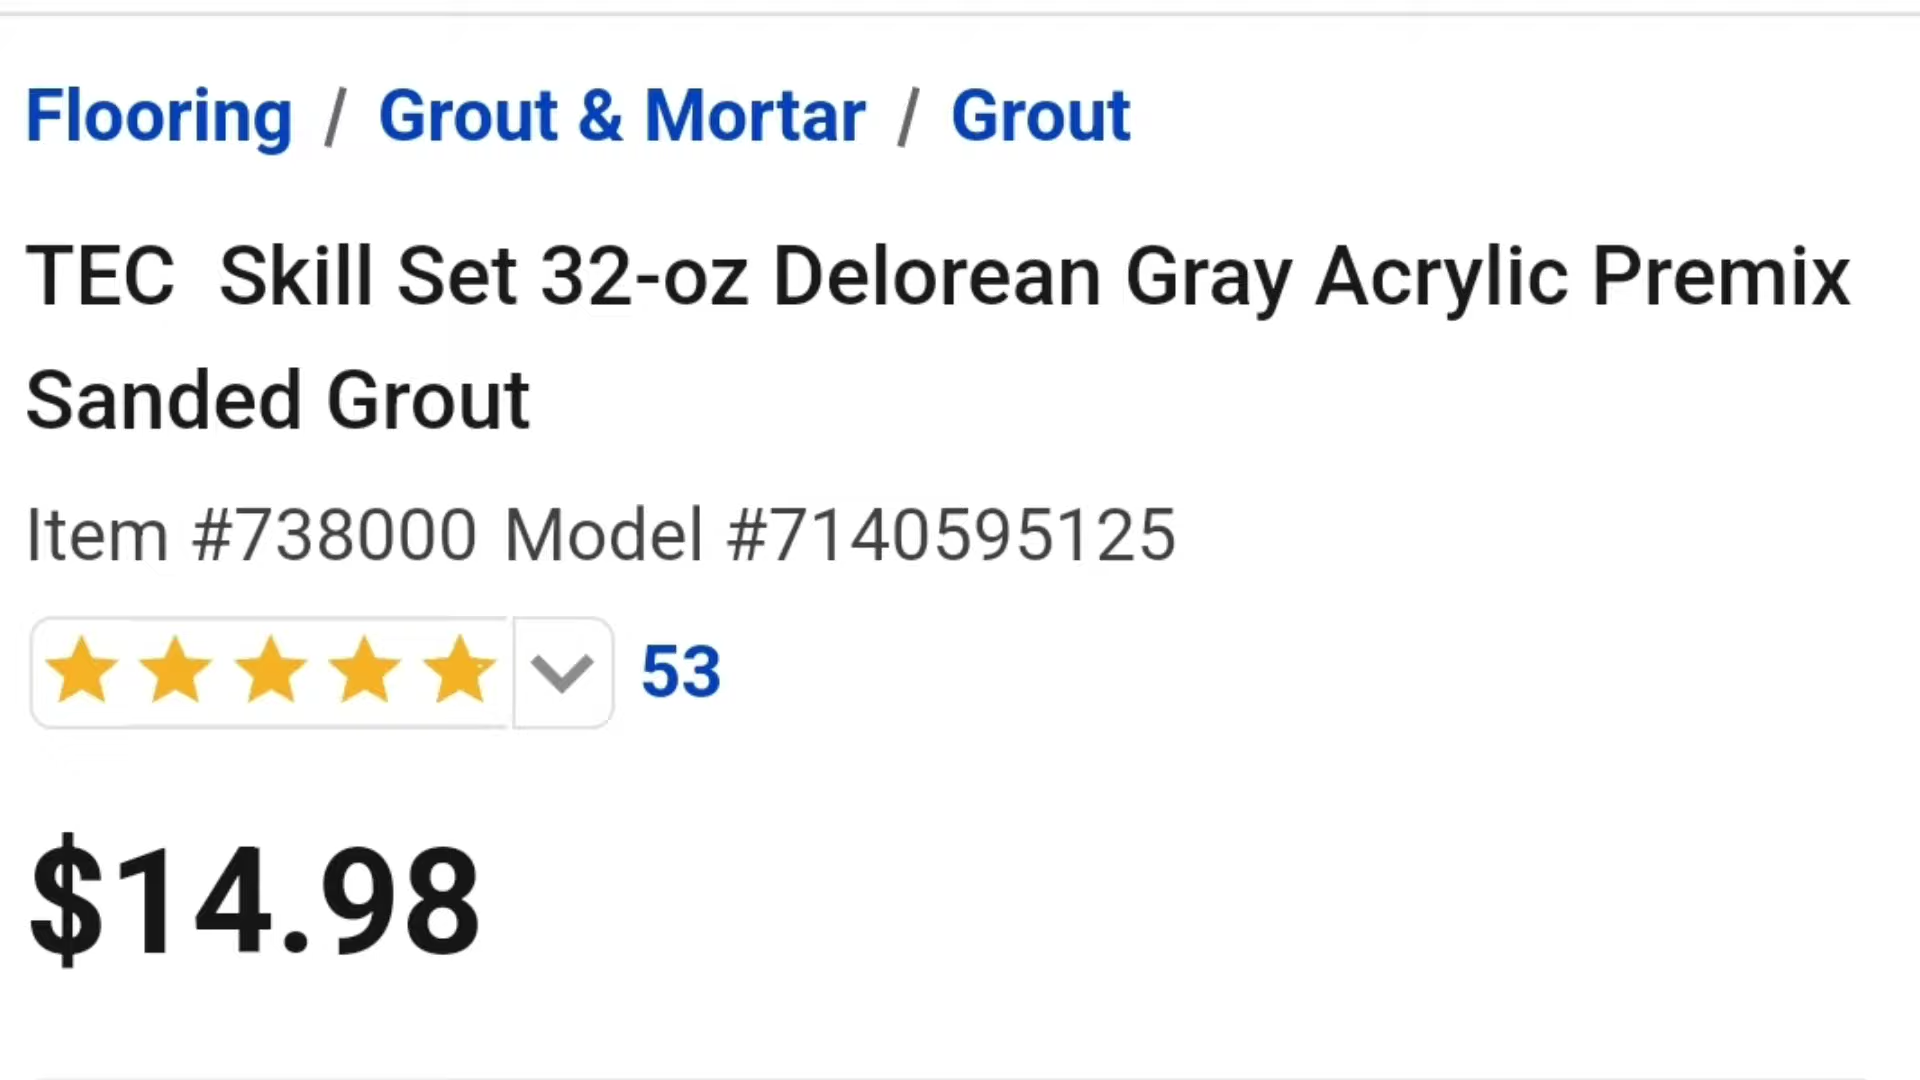 Flooring / Grout & Mortar / Grout
TEC Skill Set 32-oz Delorean Gray Acrylic Premix
Sanded Grout
Item #738000 Model #7140595125
53
$14.98